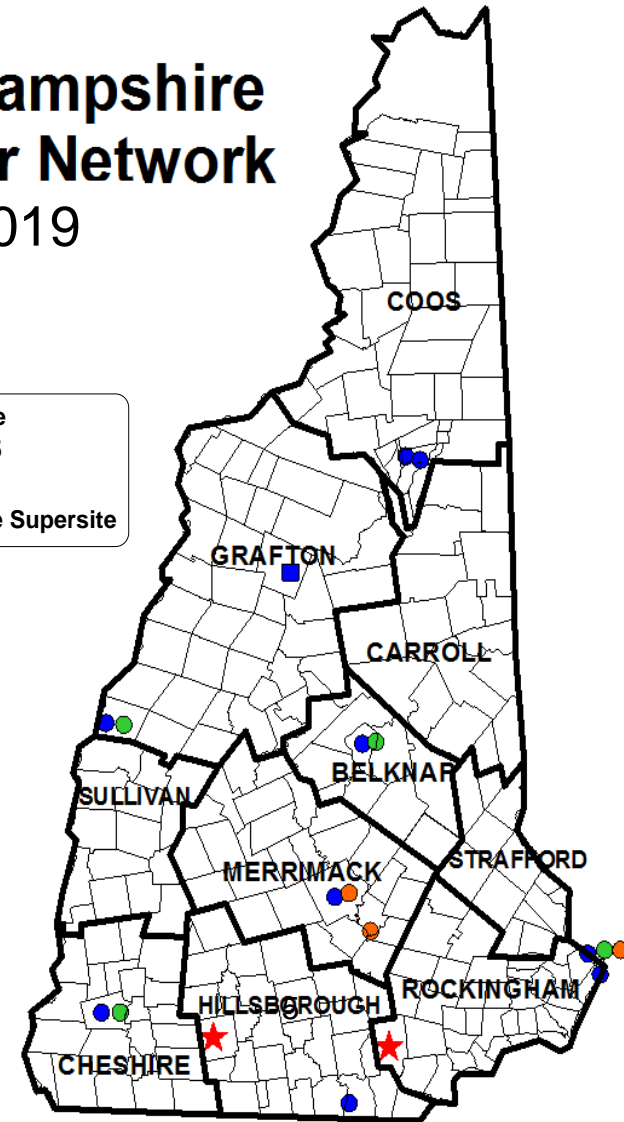 ampshire
r Network
019
e
e Supersite
COOS
GRAFTON
CARROLL
BELKNAP
SULLIVAN
MERRIMACK
STRAFFORD
ROCKINGHAM
HILLSBOROUGH
CHESHIRE